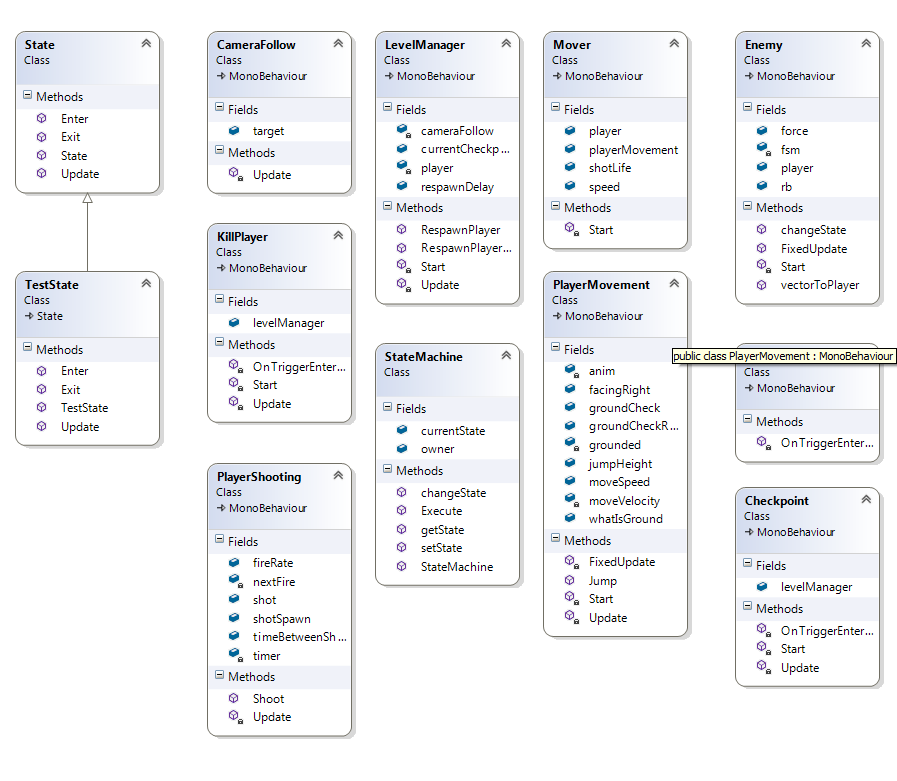 State
Class
Methods
Enter
Exit
State
Update
TestState
Class
State
Methods
Enter
Exit
TestState
Update
CameraFollow
Class
MonoBehaviour
Fields
target
Methods
Update
KillPlayer
Class
MonoBehaviour
Fields
levelManager
Methods
OnTriggerEnter...
Start
Update
PlayerShooting
Class
MonoBehaviour
Fields
fireRate
nextFire
shot
shotSpawn
timeBetweenSh...
timer
Methods
Shoot
Update
LevelManager
Class
MonoBehaviour
Fields
cameraFollow
currentCheckp...
player
respawnDelay
Methods
RespawnPlayer
RespawnPlayer...
Start
Update
StateMachine
Class
Fields
currentState
owner
Methods
changeState
Execute
getState
setState
StateMachine
Mover
Class
MonoBehaviour
Fields
player
playerMovement
shotLife
speed
Methods
Start
PlayerMovement
Class
MonoBehaviour
Fields
anim
facingRight
groundCheck
groundCheckR...
grounded
jumpHeight
moveSpeed
moveVelocity
whatIsGround
Methods
FixedUpdate
Jump
Start
Update
Enemy
Class
MonoBehaviour
Fields
force
fsm
player
rb
Methods
changeState
FixedUpdate
Start
vectorToPlayer
public class PlayerMovement : MonoBehaviour
Class
MonoBehaviour
Methods
OnTriggerEnter...
Checkpoint
Class
MonoBehaviour
Fields
levelManager
Methods
OnTriggerEnter...
Start
Update